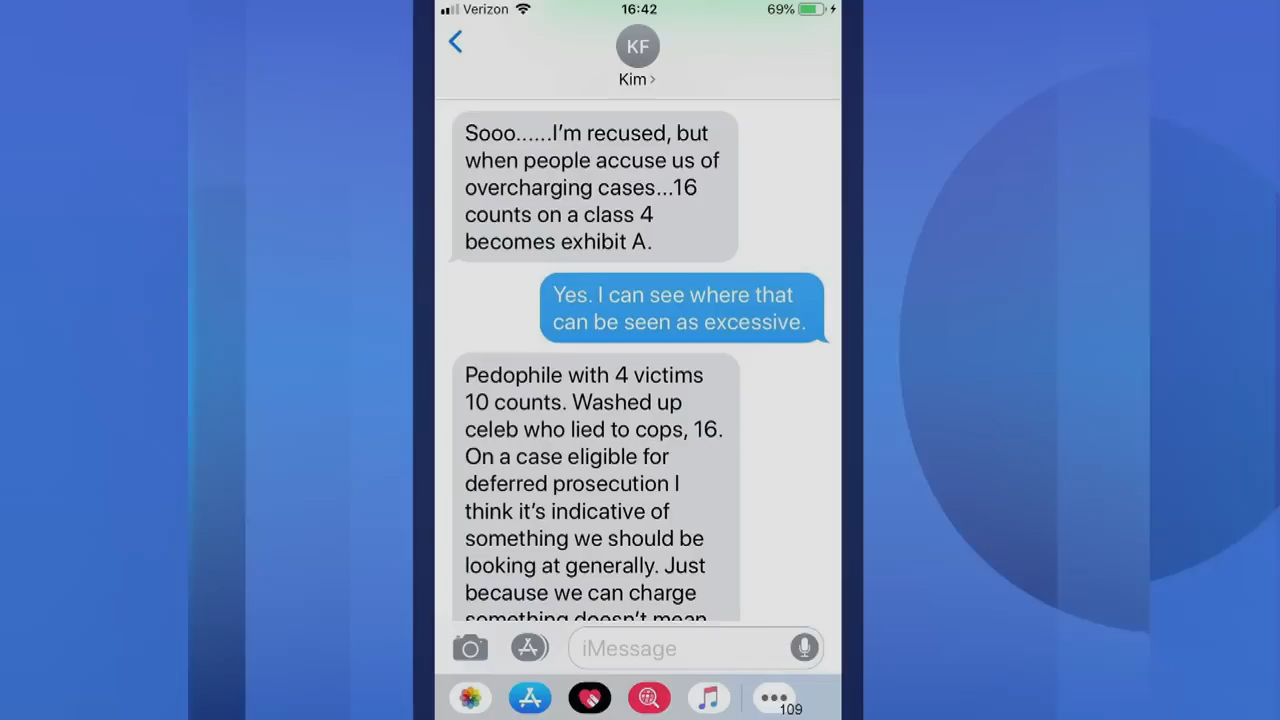 Verizon 16:42 69%
KF
Kim >
Sooo......I'm recused, but
when people accuse us of
overcharging cases...16
counts on a class 4
becomes exhibit A.
Yes. I can see where that
can be seen as excessive.
Pedophile with 4 victims
10 counts. Washed up
celeb who lied to cops, 16.
On a case eligible for
deferred prosecution I
think it's indicative of
something we should be
looking at generally. Just
because we can charge
something doesn't mean
iMessage
109